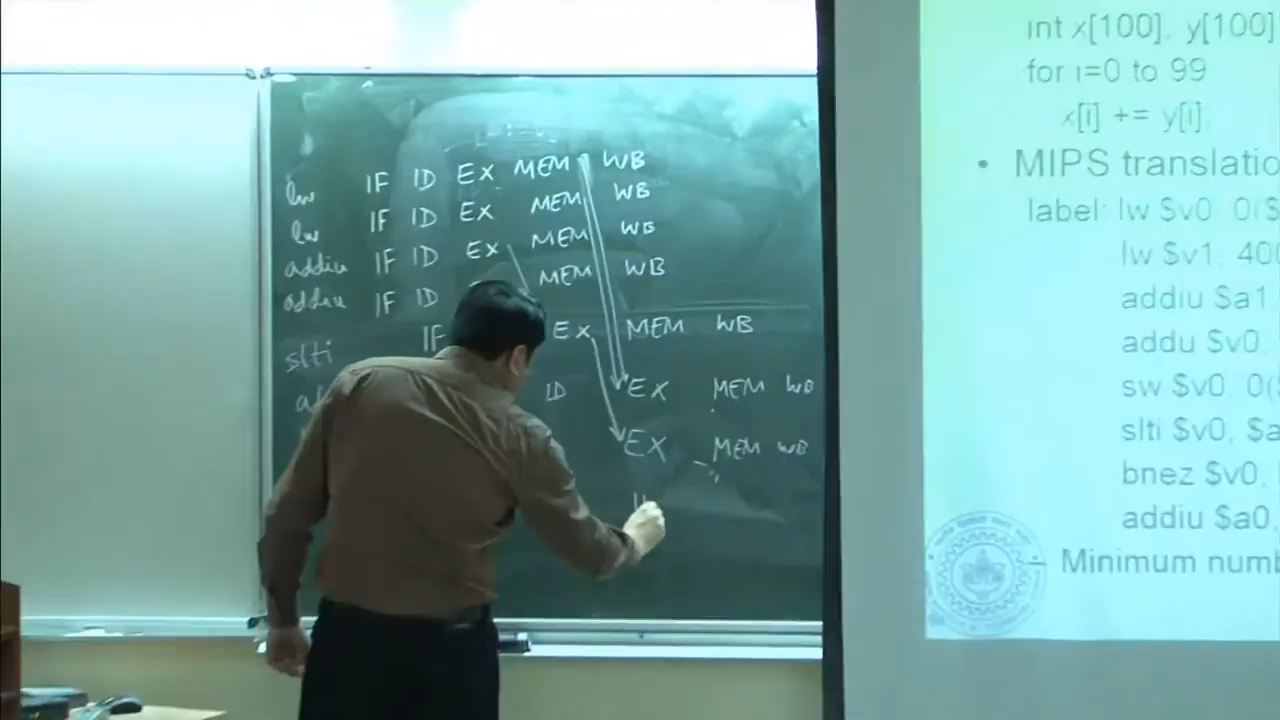 lw IF ID EX MEM WB
lw IF ID EX MEM WB
addiu IF ID EX MEM WB
addiu IF ID MEM WB
slti IF EX MEM WB
ID EX MEM WB
EX MEM WB
int x[100], y[100]
for i=0 to 99
x[i] += y[i]
• MIPS translatio
label: lw $v0, 0($
lw $v1, 400
addiu $a1,
addu $v0,
sw $v0, 0(
slti $v0, $a
bnez $v0,
addiu $a0,
– Minimum numb